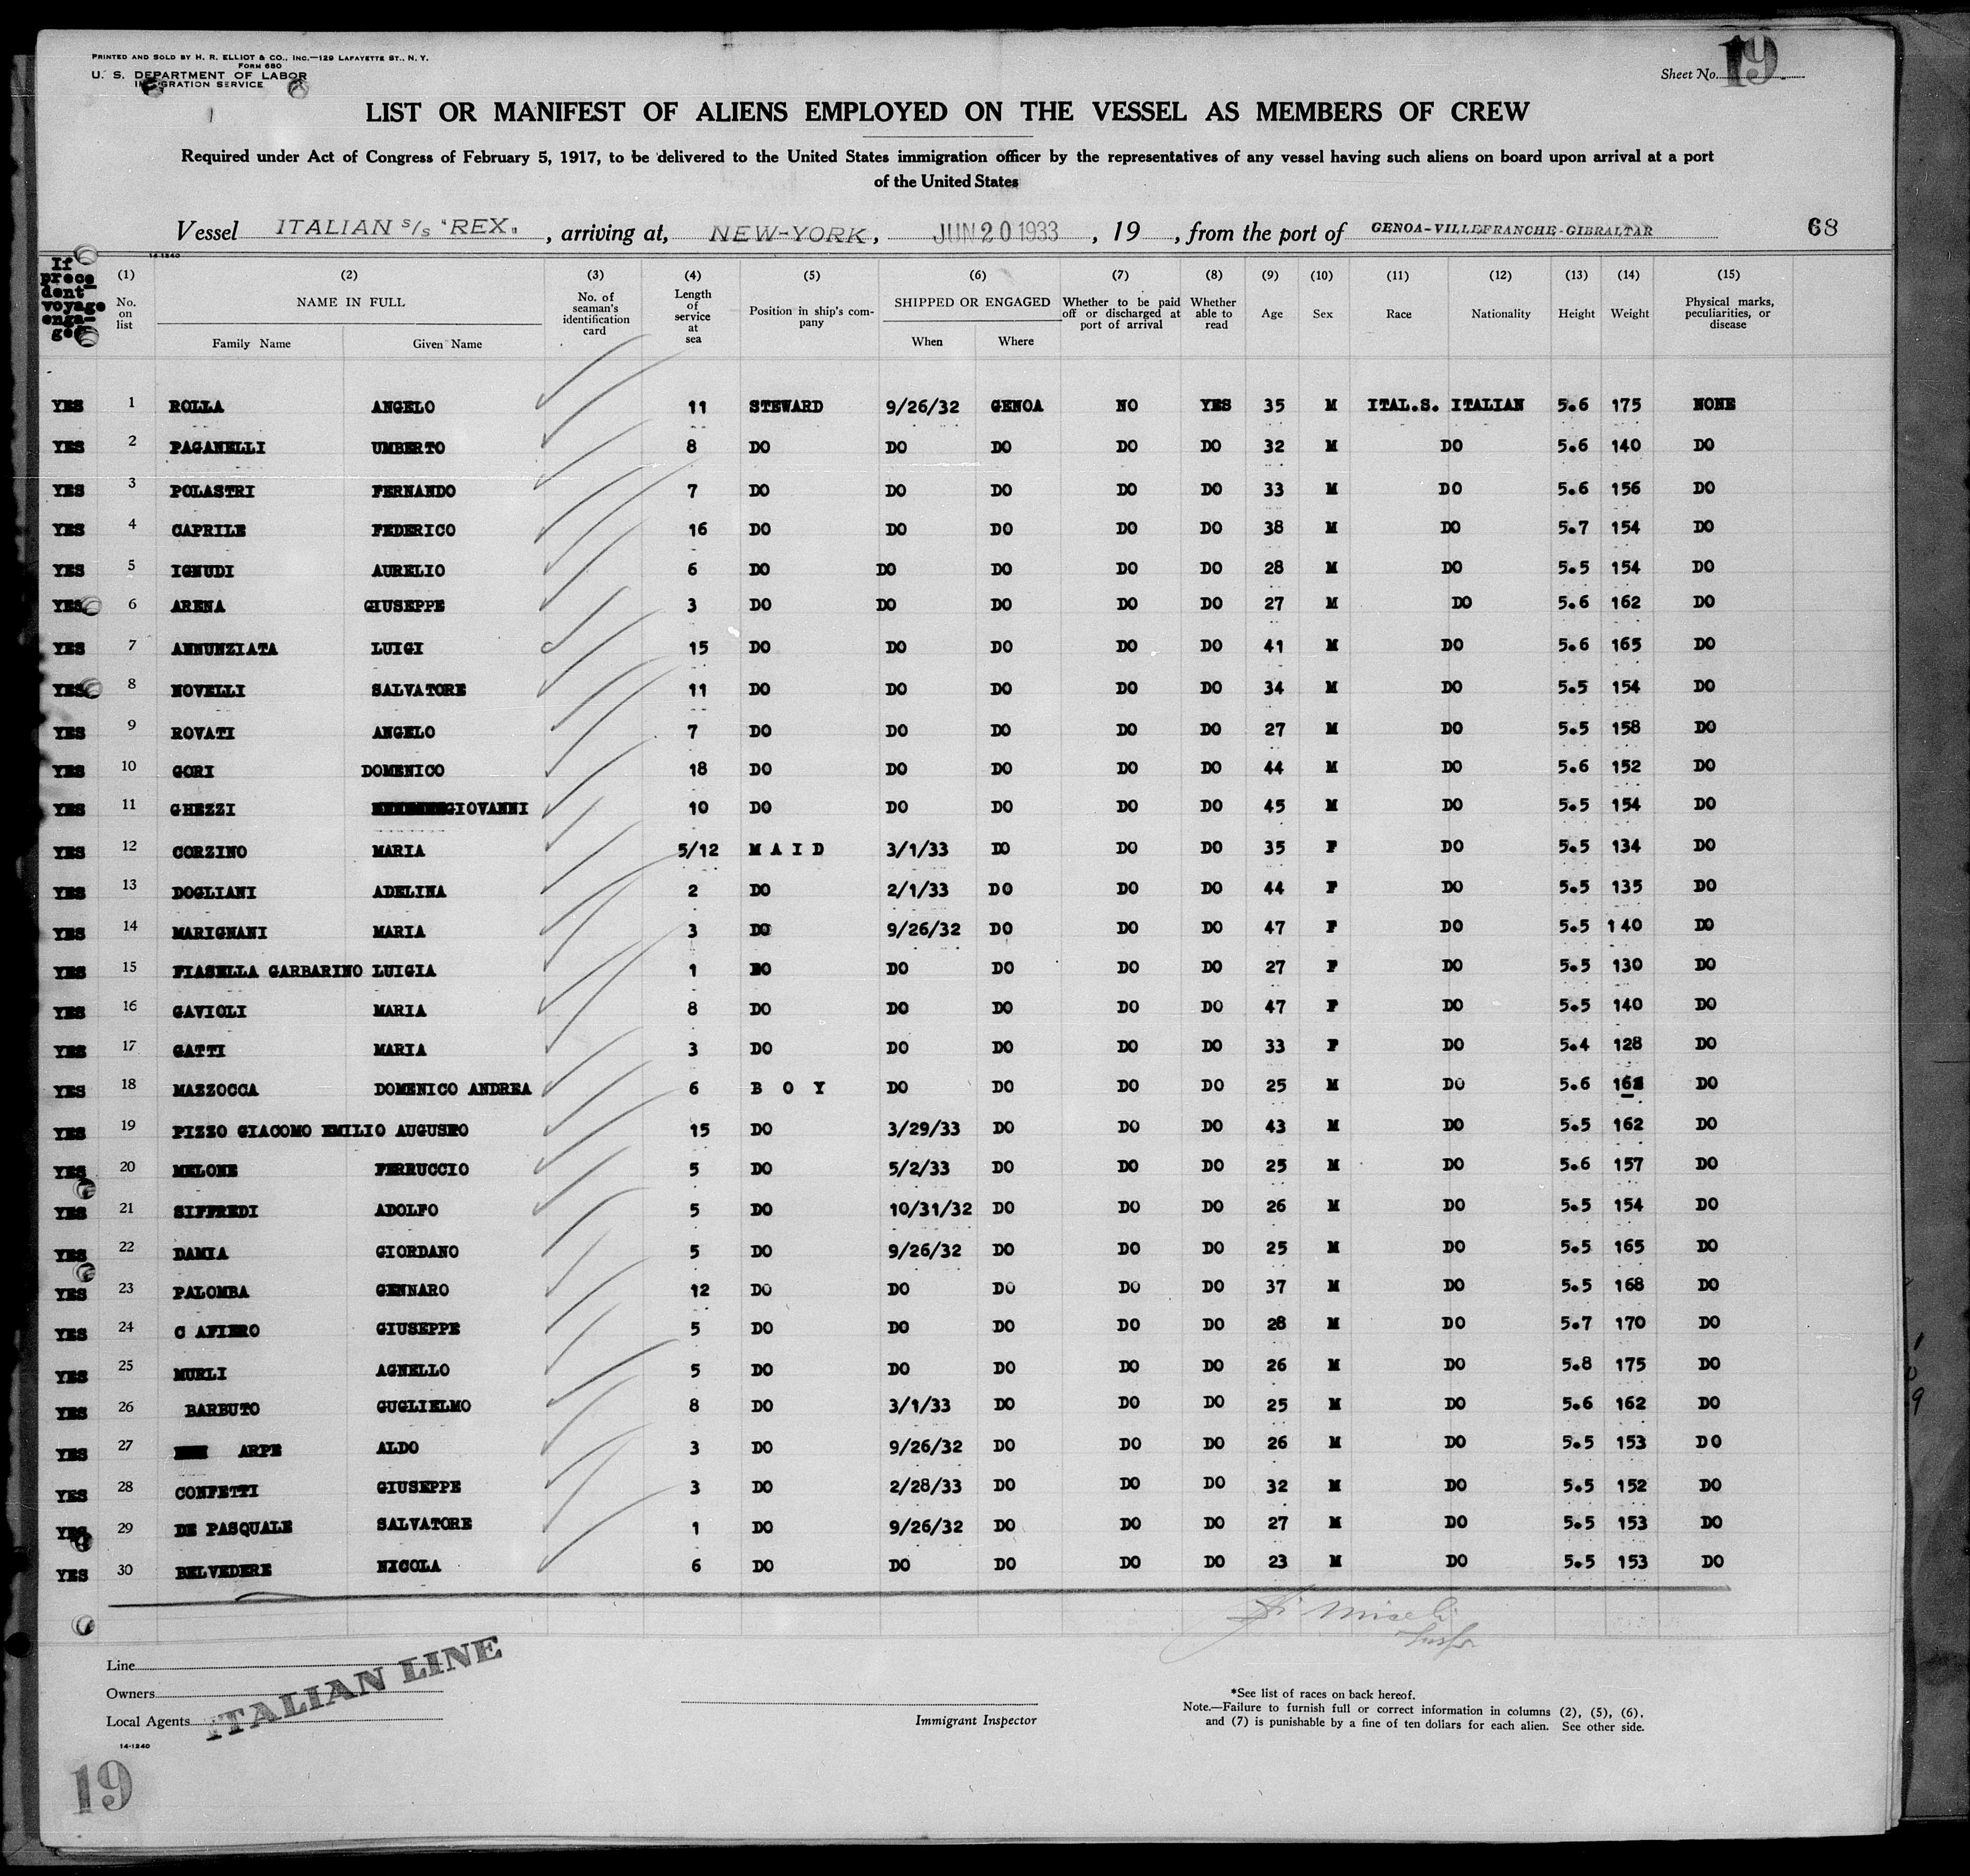 PRINTED AND SOLD BY H. R. ELLIOT & CO., INC.—129 LAFAYETTE ST., N. Y.
FORM 680
U. S. DEPARTMENT OF LABOR
IMMIGRATION SERVICE
Sheet No. 19
LIST OR MANIFEST OF ALIENS EMPLOYED ON THE VESSEL AS MEMBERS OF CREW
Required under Act of Congress of February 5, 1917, to be delivered to the United States immigration officer by the representatives of any vessel having such aliens on board upon arrival at a port
of the United States
Vessel ITALIAN S/S "REX" , arriving at, NEW-YORK, JUN 20 1933 , 19 , from the port of GENOA-VILLEFRANCHE-GIBRALTAR 68
14-1240
If precedent voyage engaged (1) No. on list (2) NAME IN FULL Family Name Given Name (3) No. of seaman's identification card (4) Length of service at sea (5) Position in ship's company (6) SHIPPED OR ENGAGED When Where (7) Whether to be paid off or discharged at port of arrival (8) Whether able to read (9) Age (10) Sex (11) Race (12) Nationality (13) Height (14) Weight (15) Physical marks, peculiarities, or disease
YES 1 ROLLA ANGELO 11 STEWARD 9/26/32 GENOA NO YES 35 M ITAL.S. ITALIAN 5.6 175 NONE
YES 2 PAGANELLI UMBERTO 8 DO DO DO DO DO 32 M DO 5.6 140 DO
YES 3 POLASTRI FERNANDO 7 DO DO DO DO DO 33 M DO 5.6 156 DO
YES 4 CAPRILE FEDERICO 16 DO DO DO DO DO 38 M DO 5.7 154 DO
YES 5 IGNUDI AURELIO 6 DO DO DO DO DO 28 M DO 5.5 154 DO
YES 6 ARENA GIUSEPPE 3 DO DO DO DO DO 27 M DO 5.6 162 DO
YES 7 ANNUNZIATA LUIGI 15 DO DO DO DO DO 41 M DO 5.6 165 DO
YES 8 NOVELLI SALVATORE 11 DO DO DO DO DO 34 M DO 5.5 154 DO
YES 9 ROVATI ANGELO 7 DO DO DO DO DO 27 M DO 5.5 158 DO
YES 10 GORI DOMENICO 18 DO DO DO DO DO 44 M DO 5.6 152 DO
YES 11 GHEZZI GIOVANNI 10 DO DO DO DO DO 45 M DO 5.5 154 DO
YES 12 CORZINO MARIA 5/12 M A I D 3/1/33 DO DO DO 35 F DO 5.5 134 DO
YES 13 DOGLIANI ADELINA 2 DO 2/1/33 DO DO DO 44 F DO 5.5 135 DO
YES 14 MARIGNANI MARIA 3 DO 9/26/32 DO DO DO 47 F DO 5.5 140 DO
YES 15 FIASELLA GARBARINO LUIGIA 1 DO DO DO DO DO 27 F DO 5.5 130 DO
YES 16 GAVIOLI MARIA 8 DO DO DO DO DO 47 F DO 5.5 140 DO
YES 17 GATTI MARIA 3 DO DO DO DO DO 33 F DO 5.4 128 DO
YES 18 MAZZOCCA DOMENICO ANDREA 6 B O Y DO DO DO DO 25 M DO 5.6 DO
YES 19 PIZZO GIACOMO EMILIO AUGUSTO 15 DO 3/29/33 DO DO DO 43 M DO 5.5 162 DO
YES 20 MELONE FERRUCCIO 5 DO 5/2/33 DO DO DO 25 M DO 5.6 157 DO
YES 21 SIFFREDI ADOLFO 5 DO 10/31/32 DO DO DO 26 M DO 5.5 154 DO
YES 22 DAMIA GIORDANO 5 DO 9/26/32 DO DO DO 25 M DO 5.5 165 DO
YES 23 PALOMBA GENNARO 12 DO DO DO DO DO 37 M DO 5.5 168 DO
YES 24 C AFIERO GIUSEPPE 5 DO DO DO DO DO 28 M DO 5.7 170 DO
YES 25 MURLI AGNELLO 5 DO DO DO DO DO 26 M DO 5.8 175 DO
YES 26 BARBUTO GUGLIELMO 8 DO 3/1/33 DO DO DO 25 M DO 5.6 162 DO
YES 27 ARPE ALDO 3 DO 9/26/32 DO DO DO 26 M DO 5.5 153 DO
YES 28 CONFETTI GIUSEPPE 3 DO 2/28/33 DO DO DO 32 M DO 5.5 152 DO
YES 29 DE PASQUALE SALVATORE 1 DO 9/26/32 DO DO DO 27 M DO 5.5 153 DO
YES 30 BELVEDERE NICOLA 6 DO DO DO DO DO 23 M DO 5.5 153 DO
Line
Owners
Local Agents
ITALIAN LINE
14-1240
Immigrant Inspector
*See list of races on back hereof.
Note.—Failure to furnish full or correct information in columns (2), (5), (6),
and (7) is punishable by a fine of ten dollars for each alien. See other side.
19